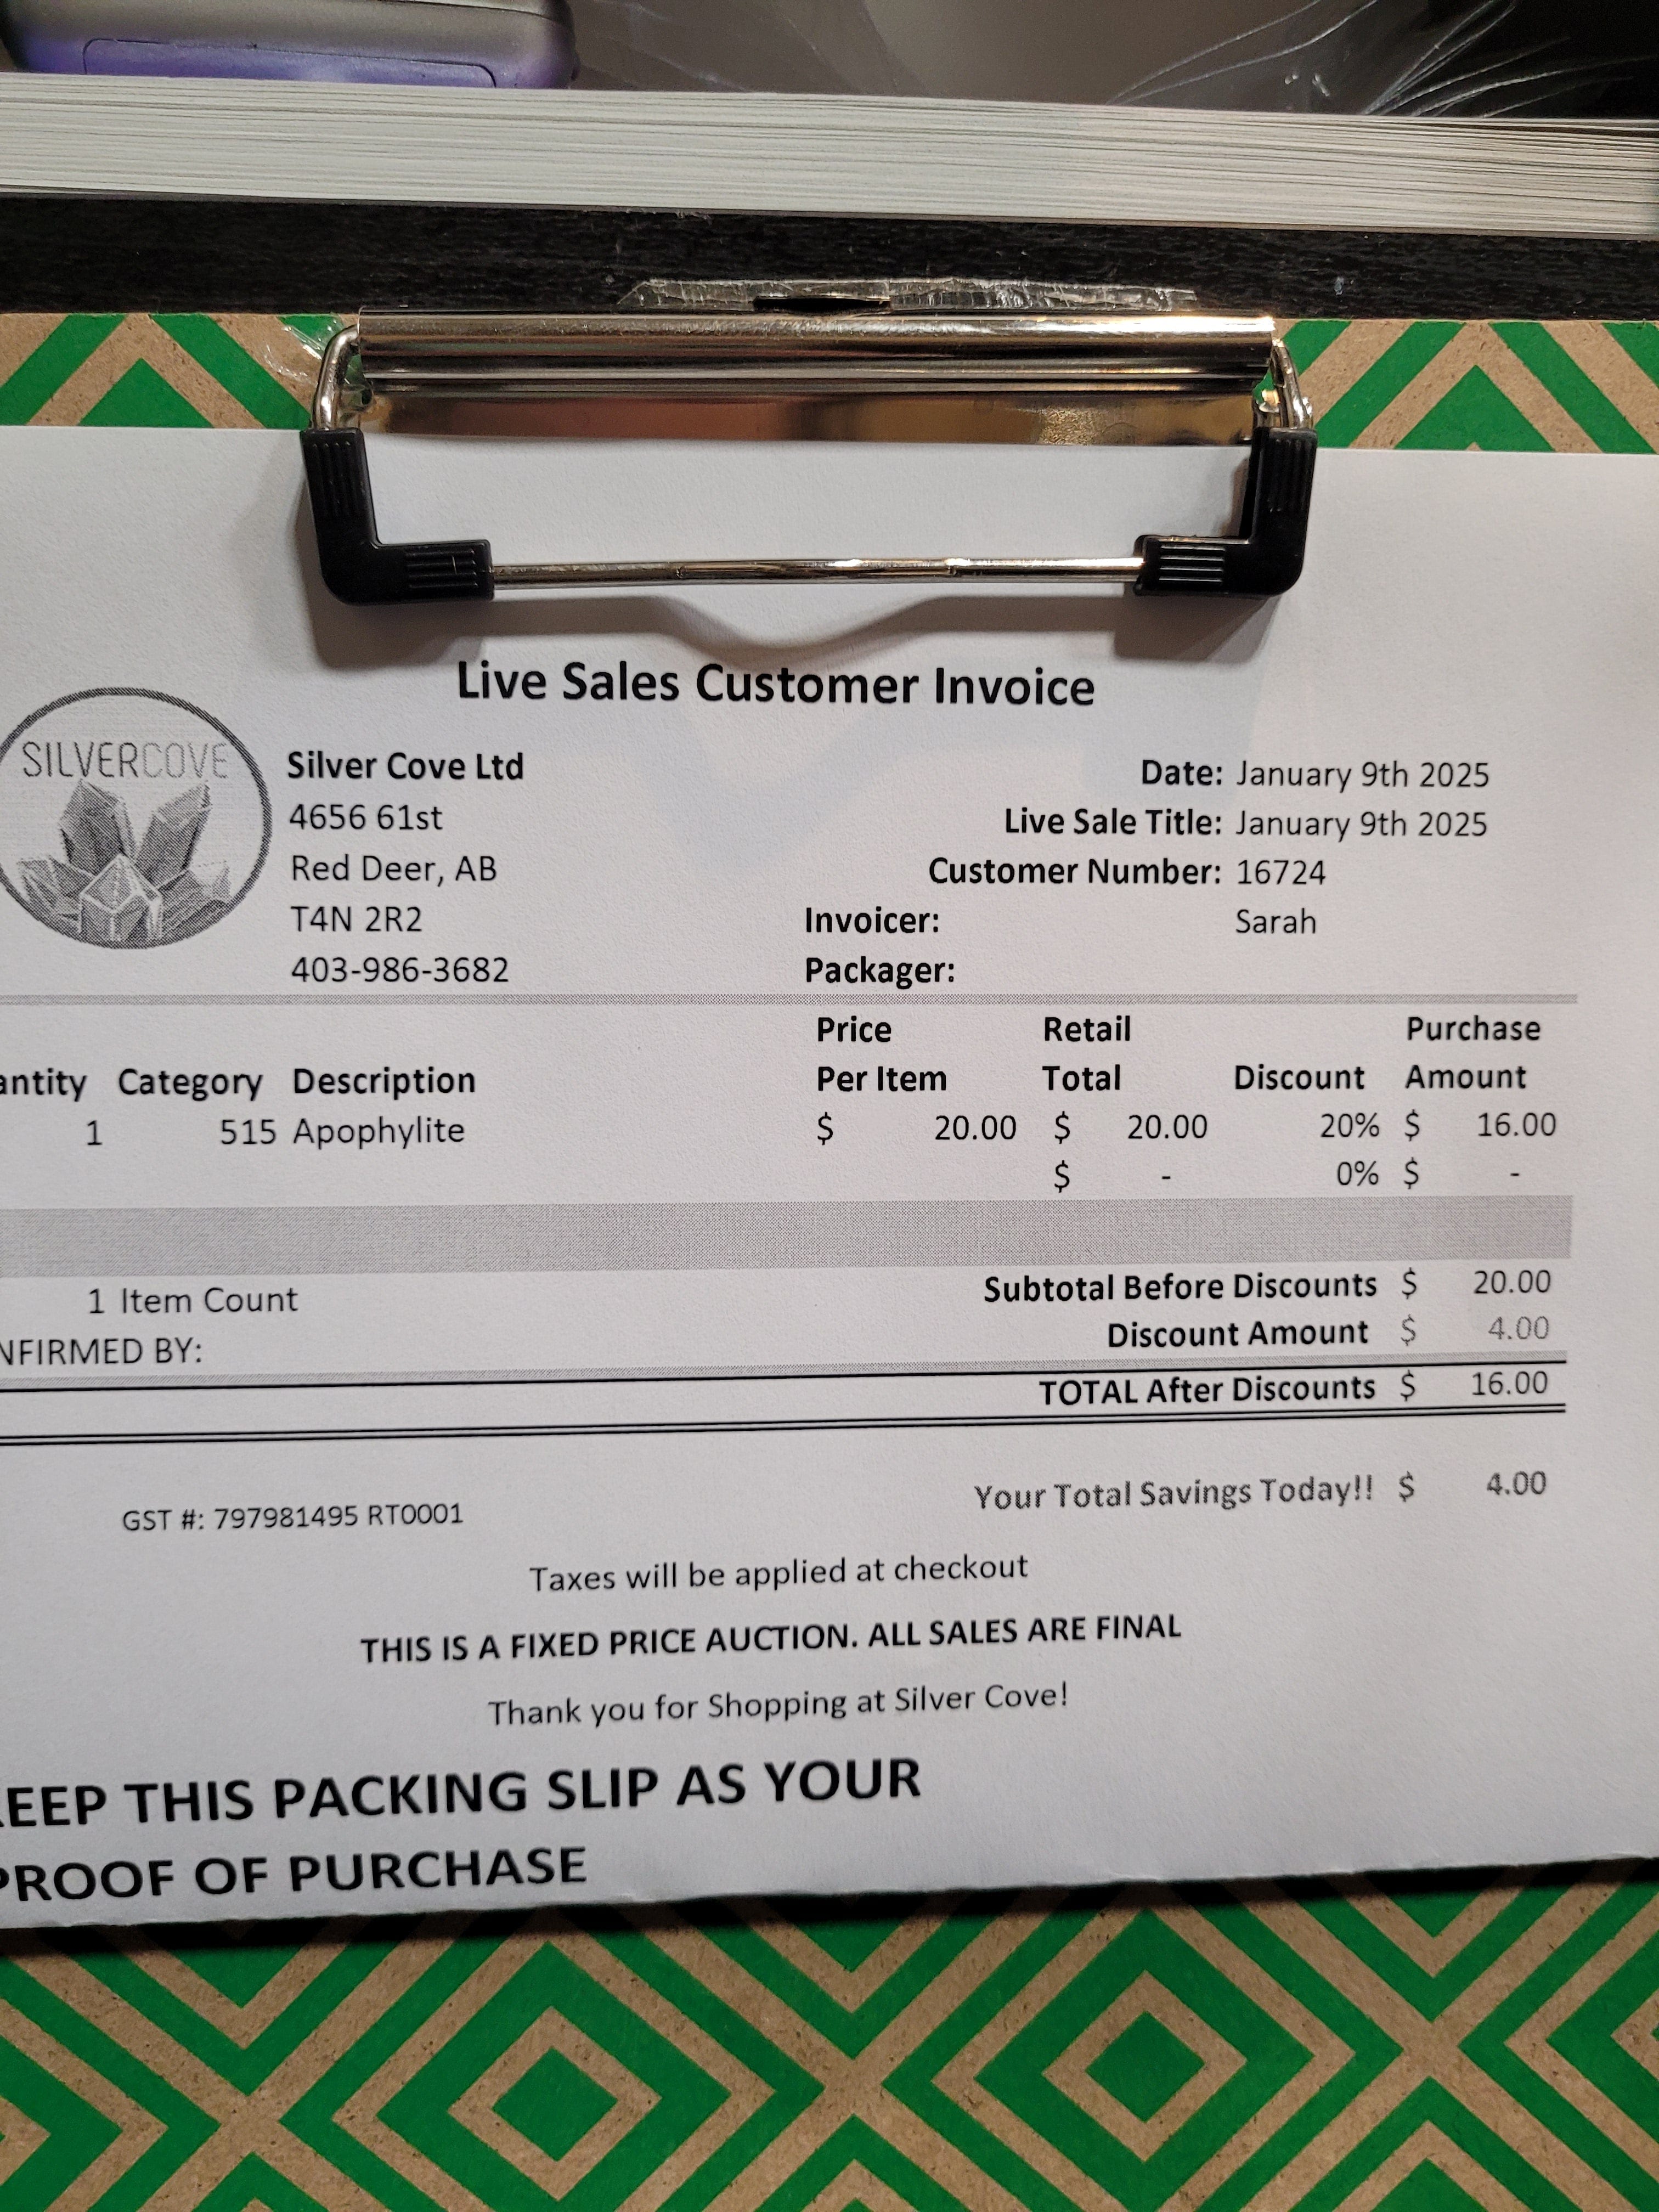 Live Sales Customer Invoice
SILVERCOVE
Silver Cove Ltd
4656 61st
Red Deer, AB
T4N 2R2
403-986-3682
Date: January 9th 2025
Live Sale Title: January 9th 2025
Customer Number: 16724
Invoicer: Sarah
Packager:
Price Retail Purchase
antity Category Description Per Item Total Discount Amount
1 515 Apophylite $ 20.00 $ 20.00 20% $ 16.00
$ - 0% $ -
1 Item Count Subtotal Before Discounts $ 20.00
NFIRMED BY: Discount Amount $ 4.00
TOTAL After Discounts $ 16.00
Your Total Savings Today!! $ 4.00
GST #: 797981495 RT0001
Taxes will be applied at checkout
THIS IS A FIXED PRICE AUCTION. ALL SALES ARE FINAL
Thank you for Shopping at Silver Cove!
KEEP THIS PACKING SLIP AS YOUR
PROOF OF PURCHASE